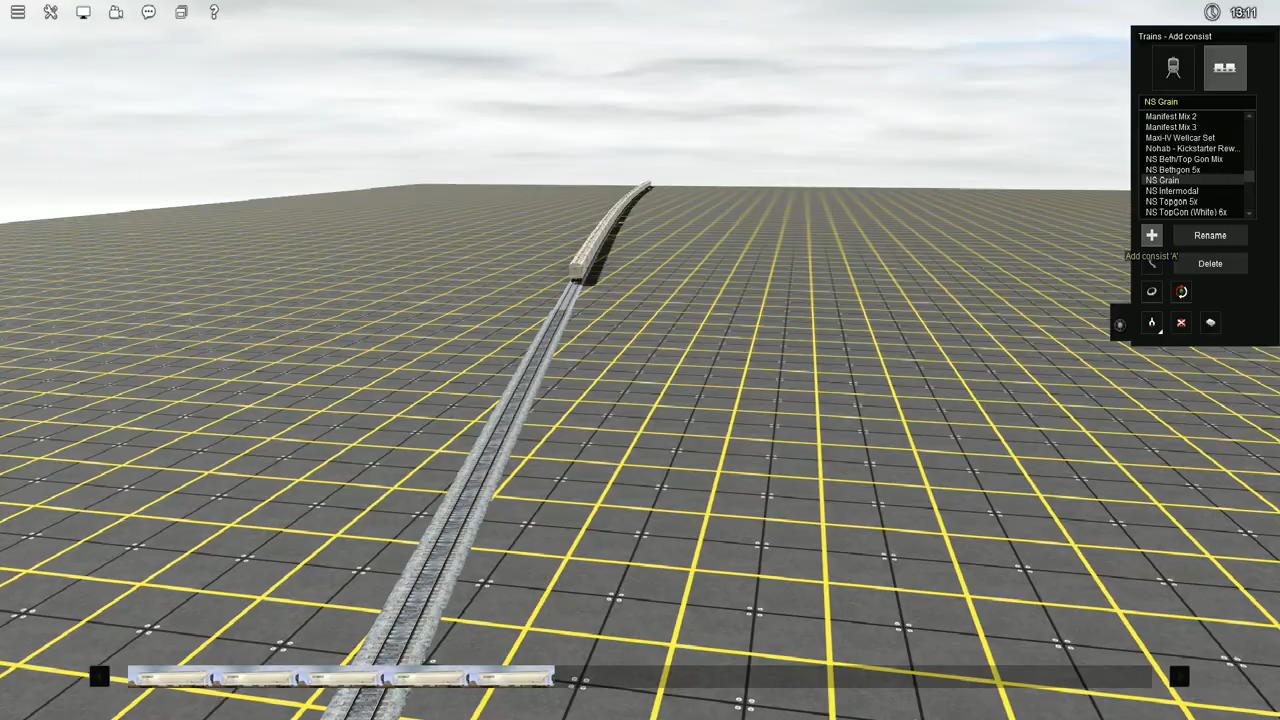 ?
13:11
Trains - Add consist
NS Grain
Manifest Mix 2
Manifest Mix 3
Maxi-IV Wellcar Set
Nohab - Kickstarter Rew...
NS Beth/Top Gon Mix
NS Bethgon 5x
NS Grain
NS Intermodal
NS Topgon 5x
NS TopGon (White) 6x
Rename
Add consist 'A'
Delete